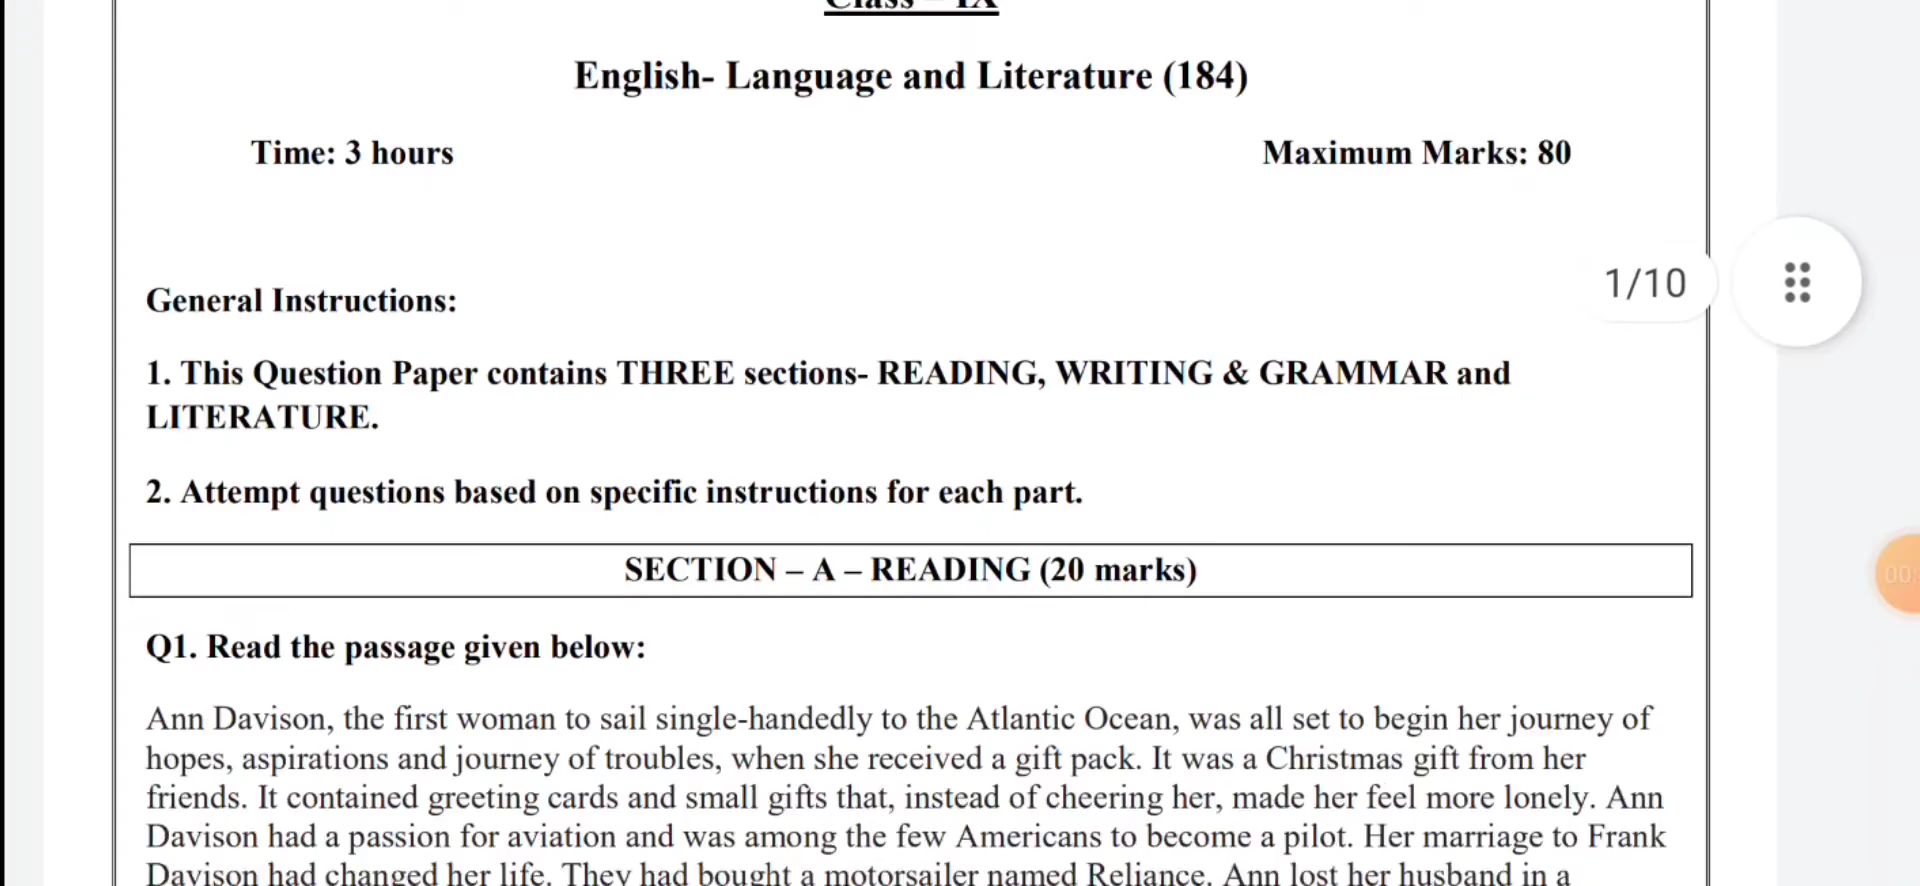 Class – IX
English- Language and Literature (184)
Time: 3 hours
Maximum Marks: 80
1/10
General Instructions:
1. This Question Paper contains THREE sections- READING, WRITING & GRAMMAR and
LITERATURE.
2. Attempt questions based on specific instructions for each part.
SECTION – A – READING (20 marks)
00:
Q1. Read the passage given below:
Ann Davison, the first woman to sail single-handedly to the Atlantic Ocean, was all set to begin her journey of
hopes, aspirations and journey of troubles, when she received a gift pack. It was a Christmas gift from her
friends. It contained greeting cards and small gifts that, instead of cheering her, made her feel more lonely. Ann
Davison had a passion for aviation and was among the few Americans to become a pilot. Her marriage to Frank
Davison had changed her life. They had bought a motorsailer named Reliance. Ann lost her husband in a